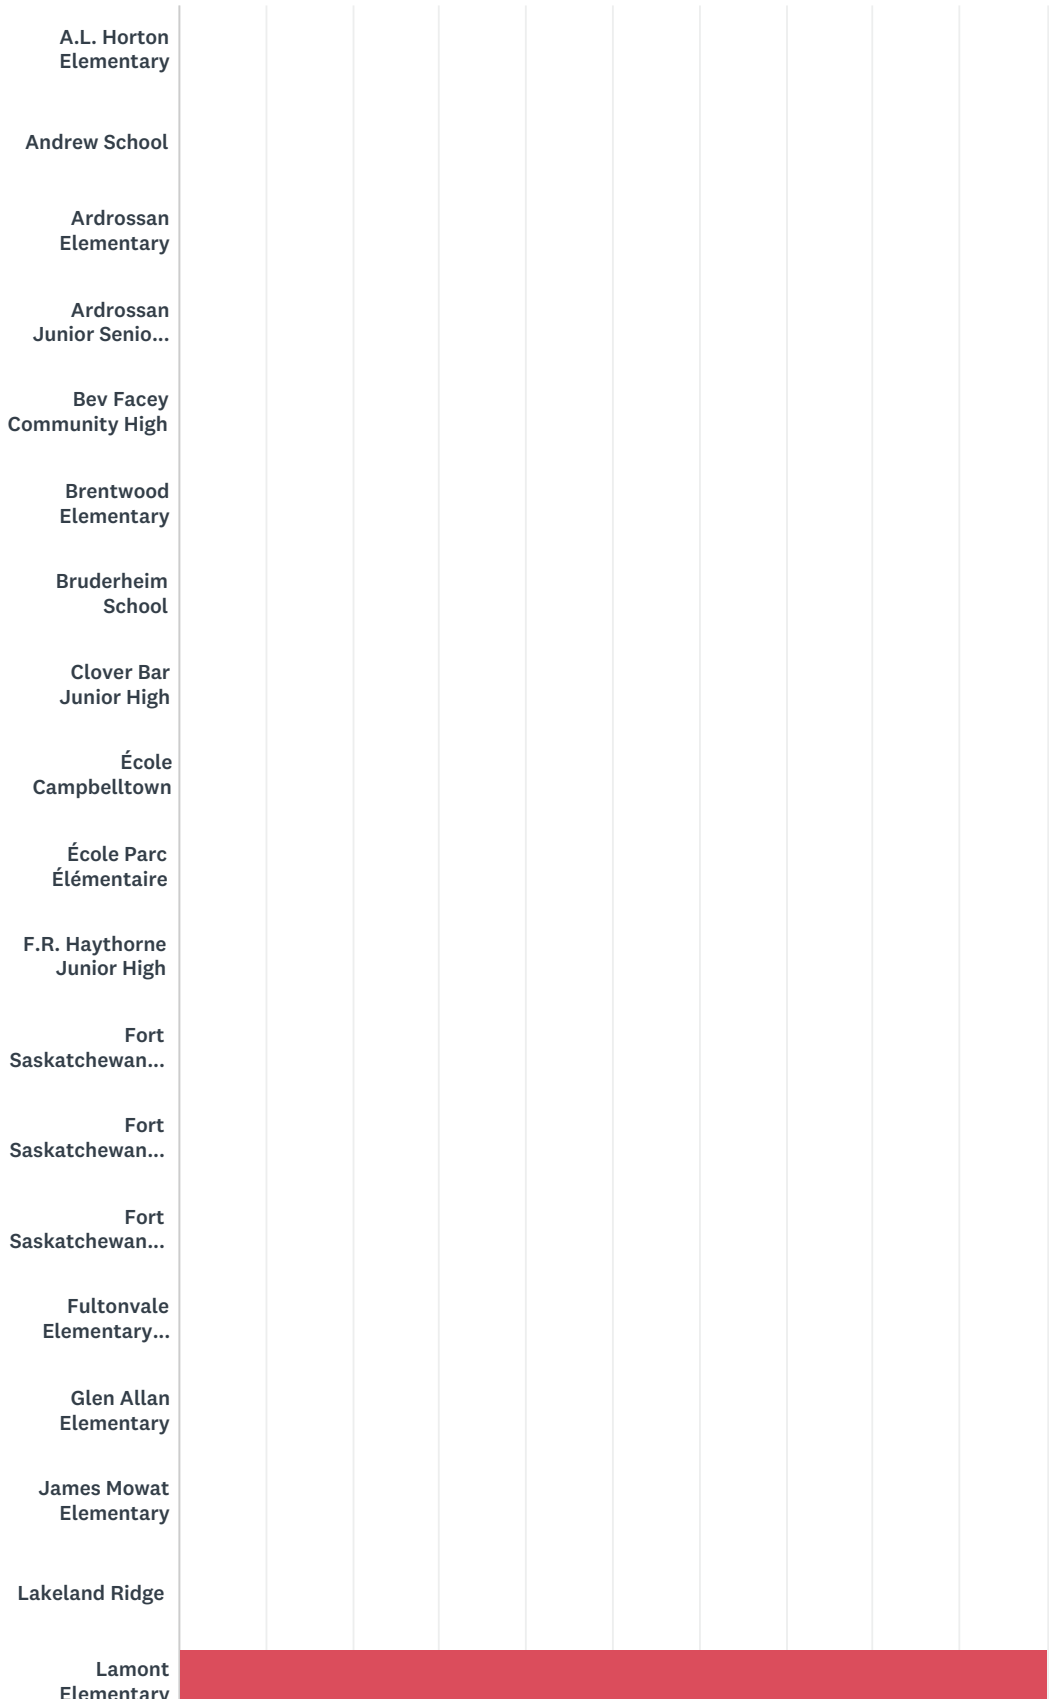 A.L. Horton
Elementary
Andrew School
Ardrossan
Elementary
Ardrossan
Junior Senio...
Bev Facey
Community High
Brentwood
Elementary
Bruderheim
School
Clover Bar
Junior High
École
Campbelltown
École Parc
Élémentaire
F.R. Haythorne
Junior High
Fort
Saskatchewan...
Fort
Saskatchewan...
Fort
Saskatchewan...
Fultonvale
Elementary...
Glen Allan
Elementary
James Mowat
Elementary
Lakeland Ridge
Lamont
Elementary